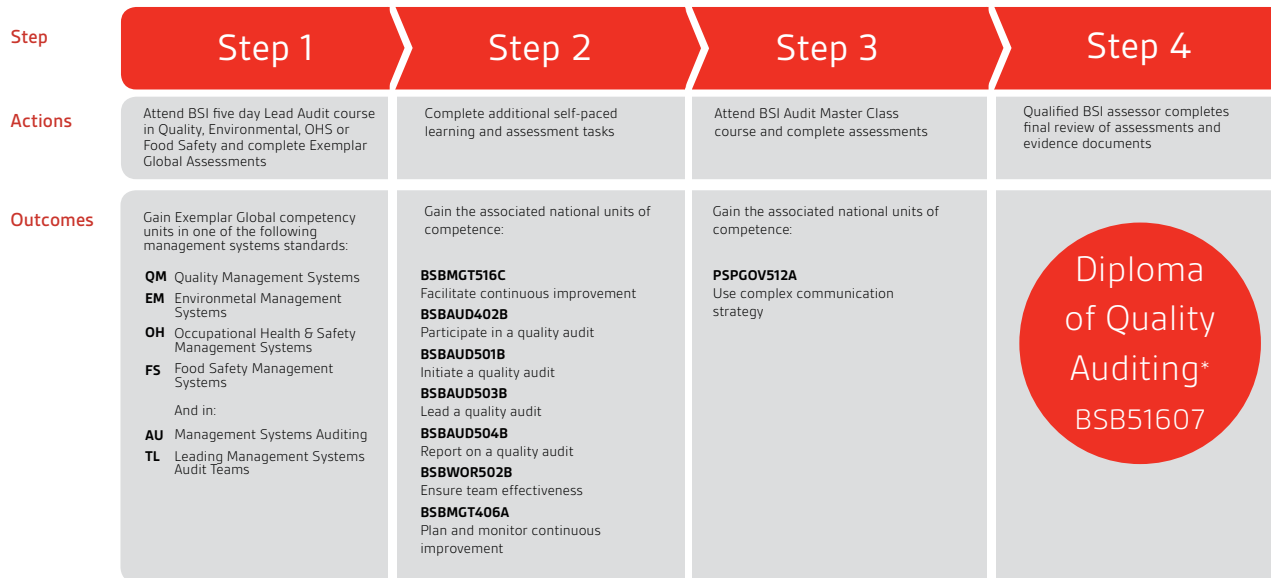 Step
Step 1
Step 2
Step 3
Step 4
Actions
Attend BSI five day Lead Audit course
in Quality, Environmental, OHS or
Food Safety and complete Exemplar
Global Assessments
Complete additional self-paced
learning and assessment tasks
Attend BSI Audit Master Class
course and complete assessments
Qualified BSI assessor completes
final review of assessments and
evidence documents
Outcomes
Gain Exemplar Global competency
units in one of the following
management systems standards:
QM Quality Management Systems
EM Environmetal Management
Systems
OH Occupational Health & Safety
Management Systems
FS Food Safety Management
Systems
And in:
AU Management Systems Auditing
TL Leading Management Systems
Audit Teams
Gain the associated national units of
competence:
BSBMGT516C
Facilitate continuous improvement
BSBAUD402B
Participate in a quality audit
BSBAUD501B
Initiate a quality audit
BSBAUD503B
Lead a quality audit
BSBAUD504B
Report on a quality audit
BSBWOR502B
Ensure team effectiveness
BSBMGT406A
Plan and monitor continuous
improvement
Gain the associated national units of
competence:
PSPGOV512A
Use complex communication
strategy
Diploma
of Quality
Auditing*
BSB51607